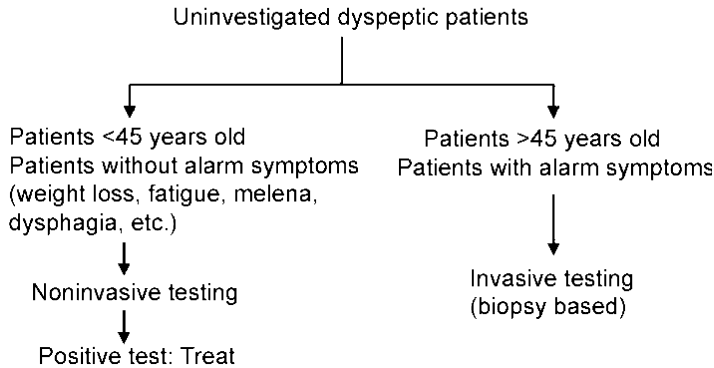 Uninvestigated dyspeptic patients
Patients <45 years old
Patients without alarm symptoms
(weight loss, fatigue, melena,
dysphagia, etc.)
Noninvasive testing
Positive test: Treat
Patients >45 years old
Patients with alarm symptoms
Invasive testing
(biopsy based)